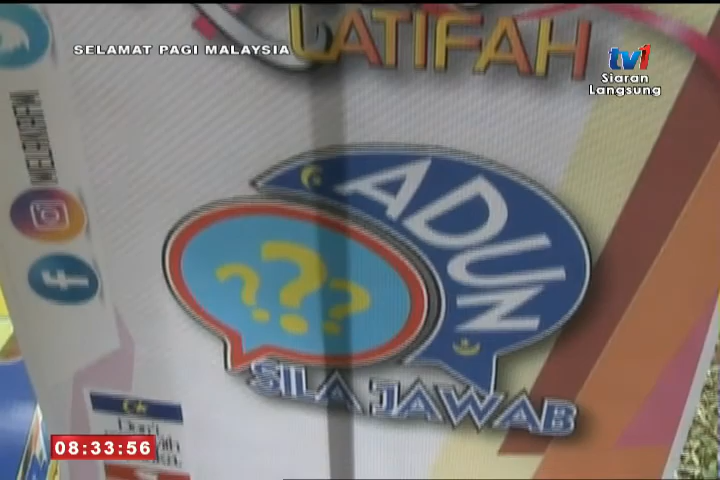 LATIFAH
SELAMAT PAGI MALAYSIA
tv1
Siaran
Langsung
ADUN
???
SILA JAWAB
08:33:56